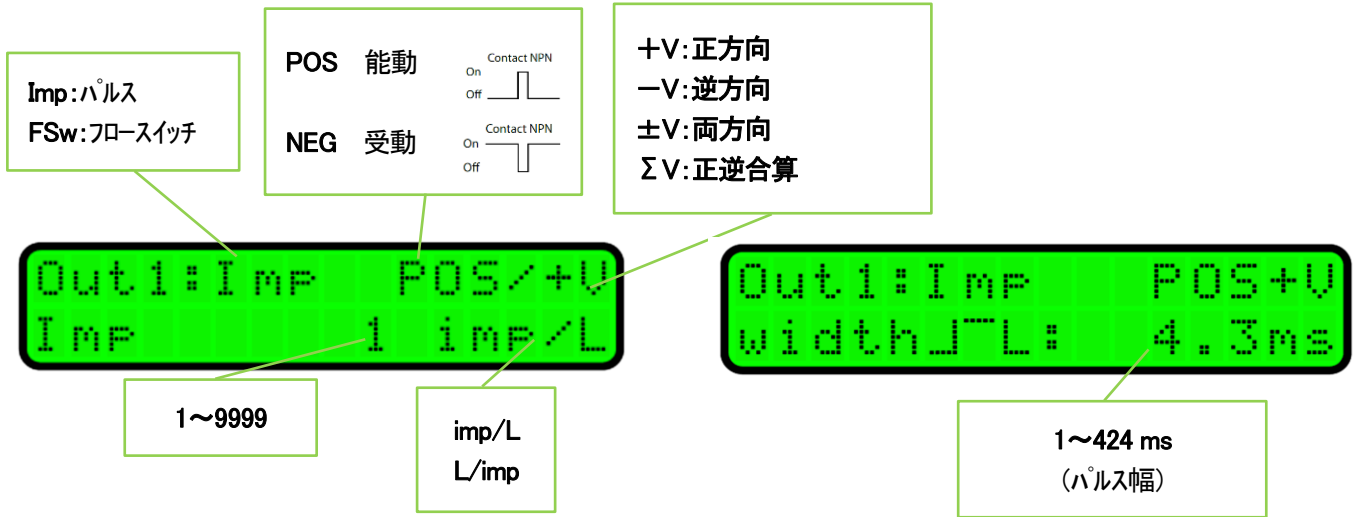 Imp:パルス
FSw:フロースイッチ
POS 能動
Contact NPN
On
Off
NEG 受動
Contact NPN
On
Off
+V:正方向
-V:逆方向
±V:両方向
ΣV:正逆合算
Out1:Imp POS/+V
Imp 1 imp/L
Out1:Imp POS+V
width: 4.3ms
1~9999
imp/L
L/imp
1~424 ms
(パルス幅)